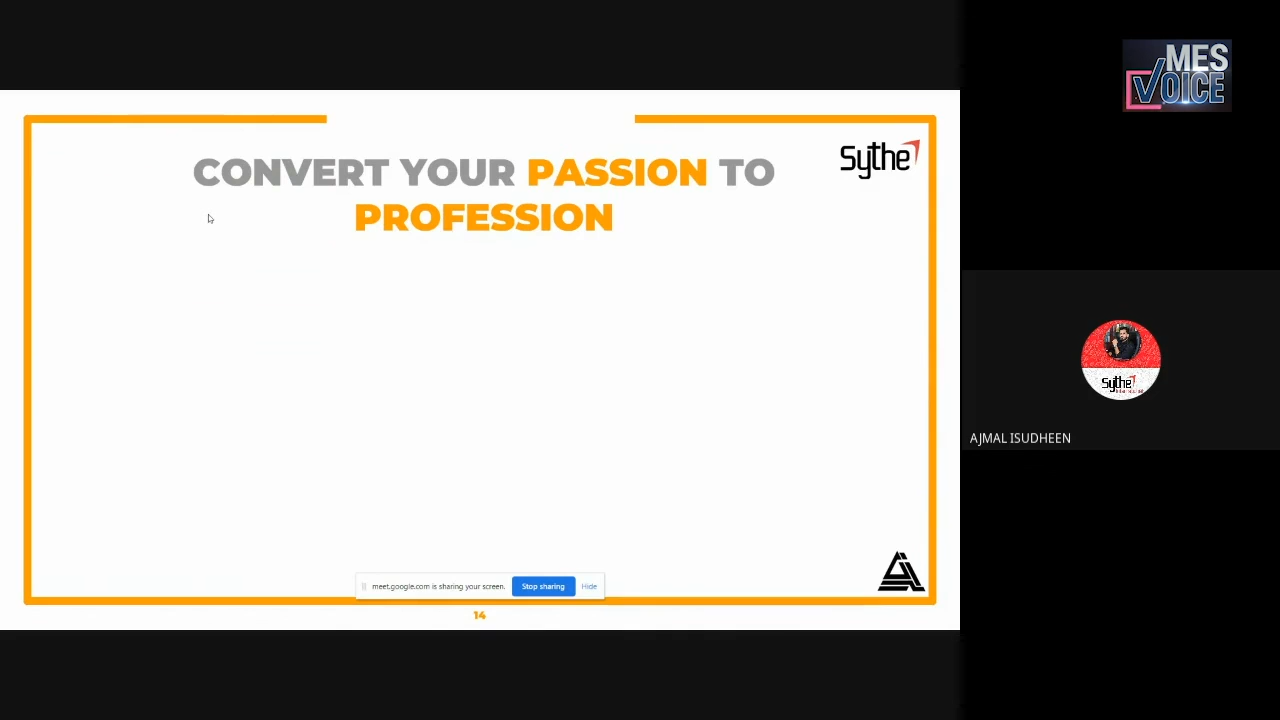 MES
VOICE
CONVERT YOUR PASSION TO
PROFESSION
Sythe
Sythe
AJMAL ISUDHEEN
meet.google.com is sharing your screen.
Stop sharing
Hide
14